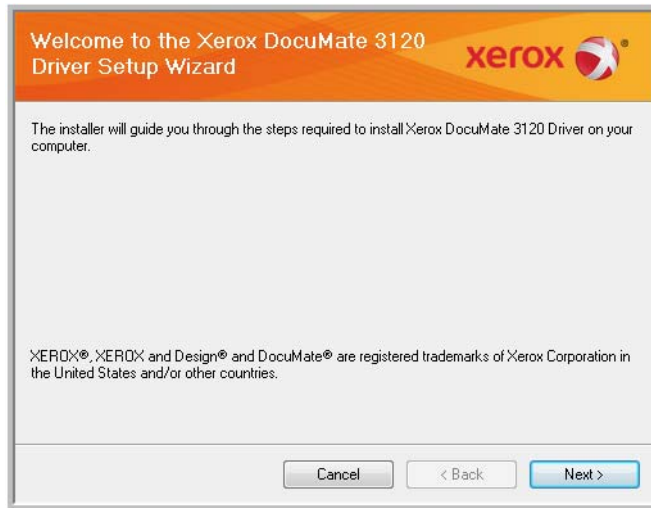 Welcome to the Xerox DocuMate 3120
Driver Setup Wizard
xerox ®
The installer will guide you through the steps required to install Xerox DocuMate 3120 Driver on your
computer.
XEROX®, XEROX and Design® and DocuMate® are registered trademarks of Xerox Corporation in
the United States and/or other countries.
Cancel < Back Next >